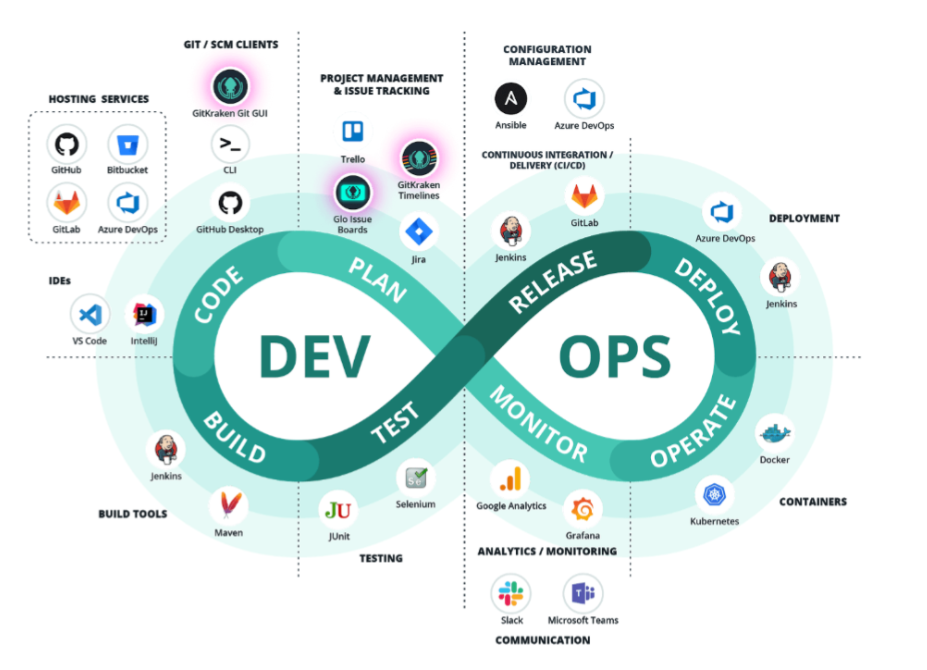 GIT / SCM CLIENTS
GitKraken Git GUI
>_
CLI
GitHub Desktop
HOSTING SERVICES
GitHub
Bitbucket
GitLab
Azure DevOps
IDEs
VS Code
IJ
IntelliJ
PROJECT MANAGEMENT
& ISSUE TRACKING
Trello
GitKraken
Timelines
Glo Issue
Boards
Jira
CONFIGURATION
MANAGEMENT
A
Ansible
Azure DevOps
CONTINUOUS INTEGRATION /
DELIVERY (CI/CD)
GitLab
Jenkins
DEPLOYMENT
Azure DevOps
Jenkins
CODE
PLAN
RELEASE
DEPLOY
DEV
OPS
BUILD
TEST
MONITOR
OPERATE
Jenkins
BUILD TOOLS
Maven
JU
JUnit
Se
Selenium
TESTING
Google Analytics
Grafana
ANALYTICS / MONITORING
Slack
T
Microsoft Teams
COMMUNICATION
Docker
Kubernetes
CONTAINERS